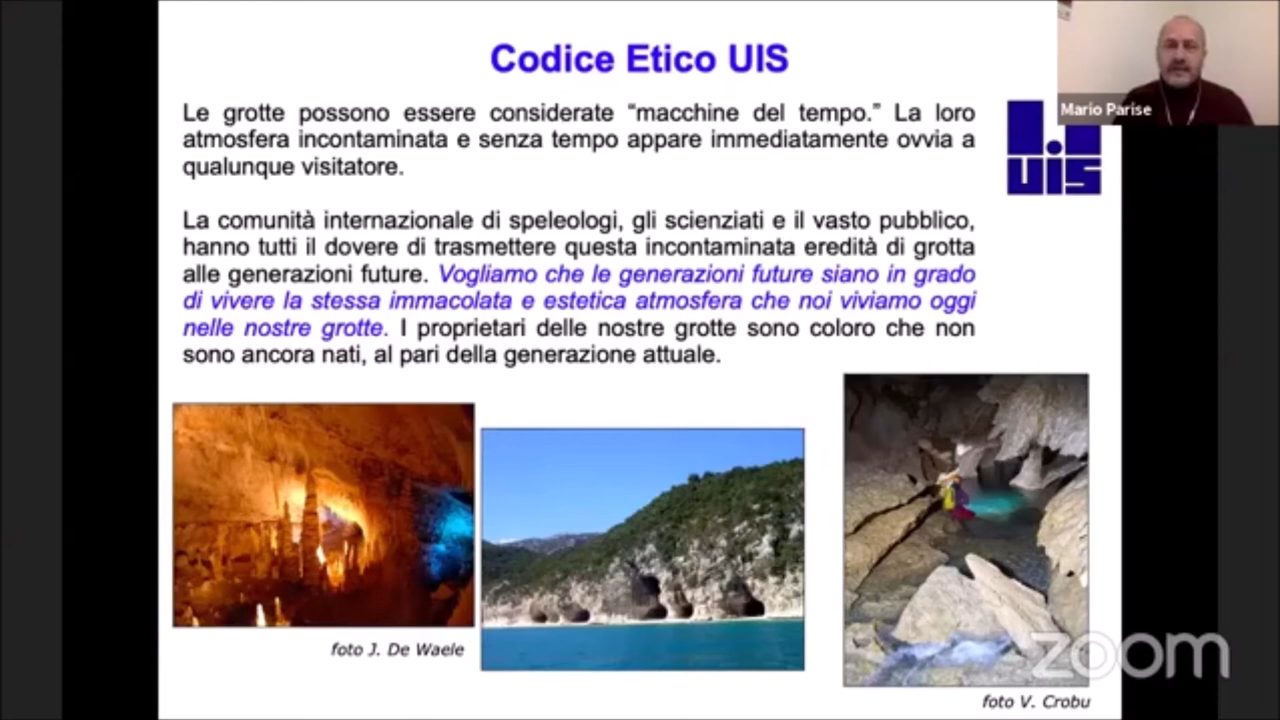 Codice Etico UIS
Le grotte possono essere considerate “macchine del tempo.” La loro
atmosfera incontaminata e senza tempo appare immediatamente ovvia a
qualunque visitatore.
La comunità internazionale di speleologi, gli scienziati e il vasto pubblico,
hanno tutti il dovere di trasmettere questa incontaminata eredità di grotta
alle generazioni future. Vogliamo che le generazioni future siano in grado
di vivere la stessa immacolata e estetica atmosfera che noi viviamo oggi
nelle nostre grotte. I proprietari delle nostre grotte sono coloro che non
sono ancora nati, al pari della generazione attuale.
Mario Parise
uis
foto J. De Waele
foto V. Crobu
zoom